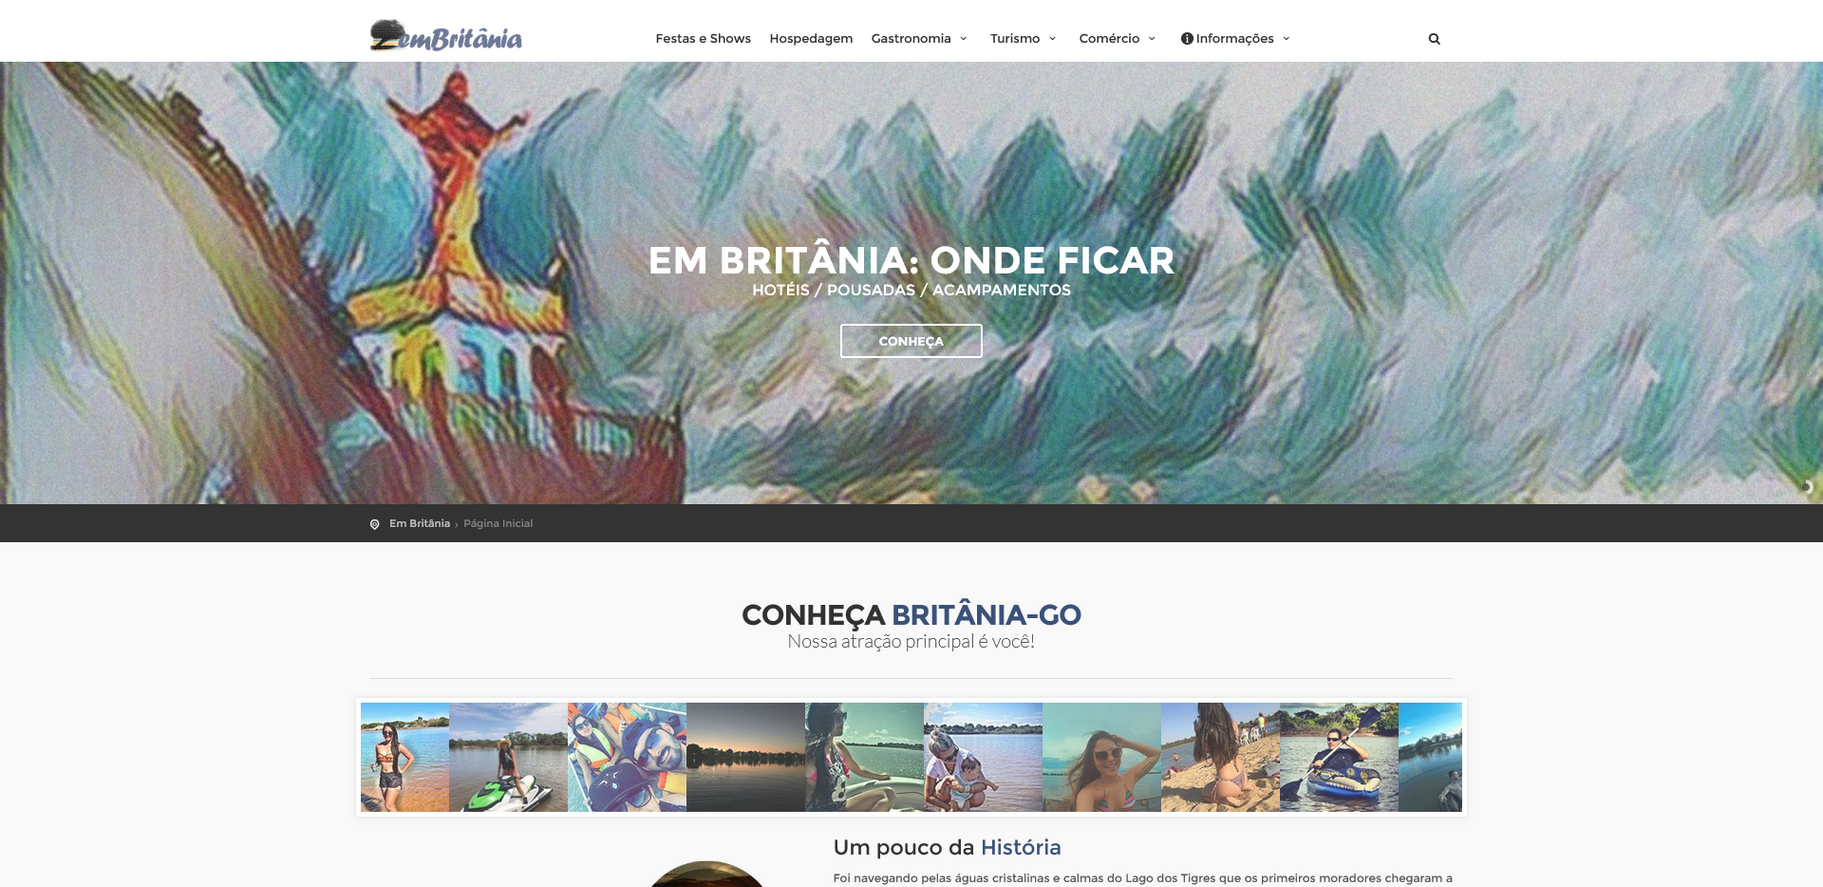 emBritânia
Festas e Shows Hospedagem Gastronomia Turismo Comércio Informações
EM BRITÂNIA: ONDE FICAR
HOTÉIS / POUSADAS / ACAMPAMENTOS
CONHEÇA
Em Britânia › Página Inicial
CONHEÇA BRITÂNIA-GO
Nossa atração principal é você!
Um pouco da História
Foi navegando pelas águas cristalinas e calmas do Lago dos Tigres que os primeiros moradores chegaram a